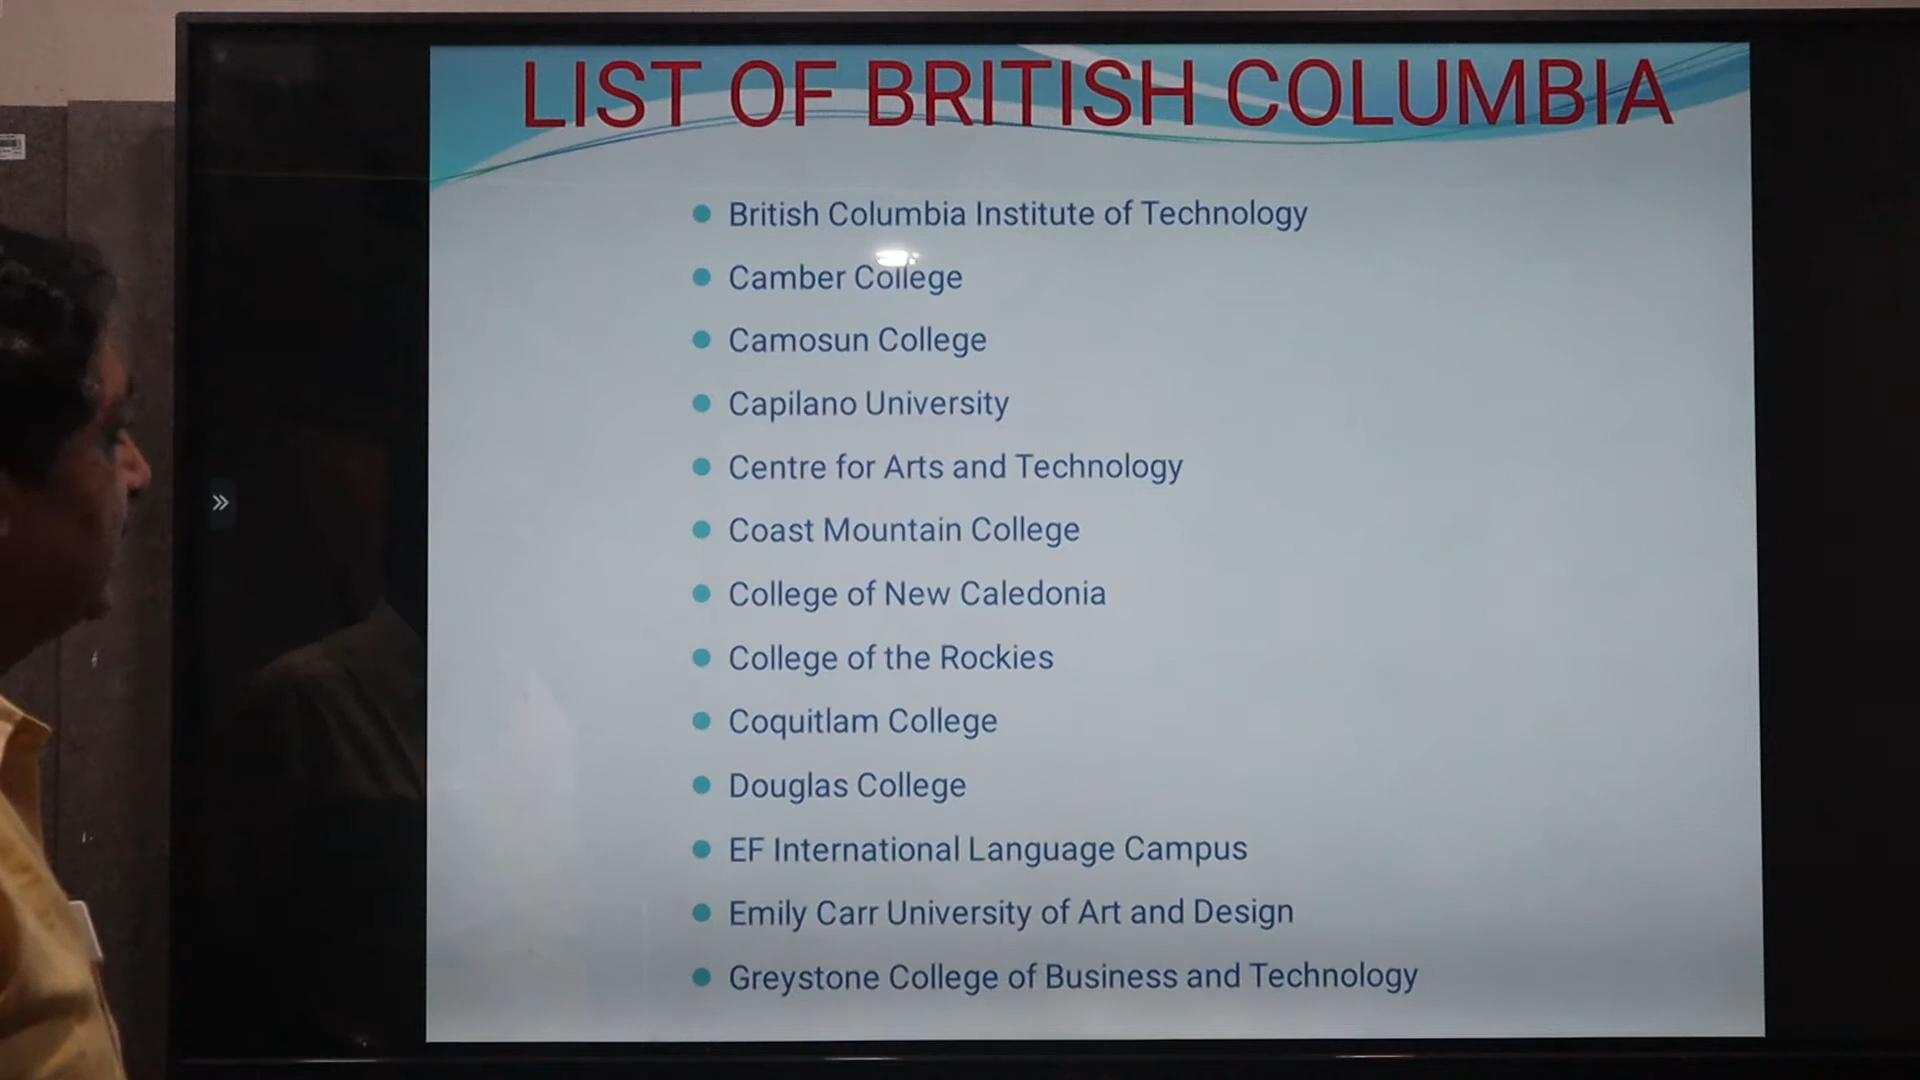 LIST OF BRITISH COLUMBIA
British Columbia Institute of Technology
Camber College
Camosun College
Capilano University
Centre for Arts and Technology
Coast Mountain College
College of New Caledonia
College of the Rockies
Coquitlam College
Douglas College
EF International Language Campus
Emily Carr University of Art and Design
Greystone College of Business and Technology